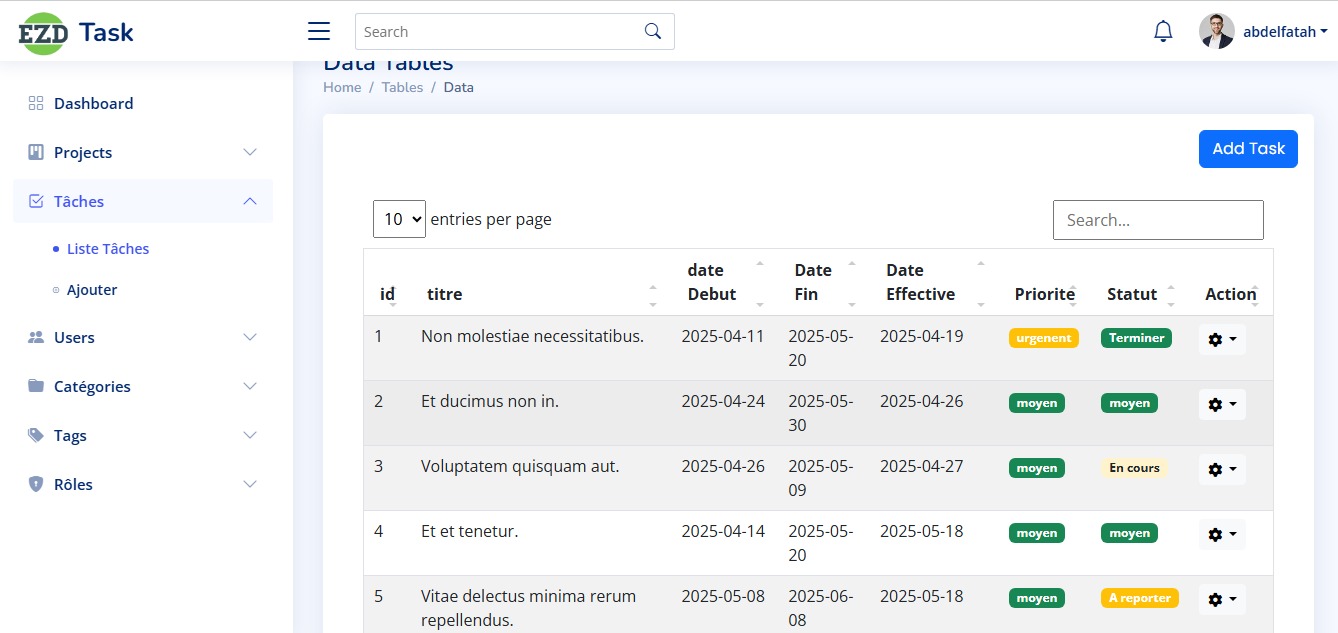 EZD Task
Search
abdelfatah
Data Tables
Home / Tables / Data
Dashboard
Projects
Tâches
Liste Tâches
Ajouter
Users
Catégories
Tags
Rôles
Add Task
10 entries per page
Search...
id titre date Debut Date Fin Date Effective Priorite Statut Action
1 Non molestiae necessitatibus. 2025-04-11 2025-05-20 2025-04-19 urgenent Terminer
2 Et ducimus non in. 2025-04-24 2025-05-30 2025-04-26 moyen moyen
3 Voluptatem quisquam aut. 2025-04-26 2025-05-09 2025-04-27 moyen En cours
4 Et et tenetur. 2025-04-14 2025-05-20 2025-05-18 moyen moyen
5 Vitae delectus minima rerum repellendus. 2025-05-08 2025-06-08 2025-05-18 moyen A reporter